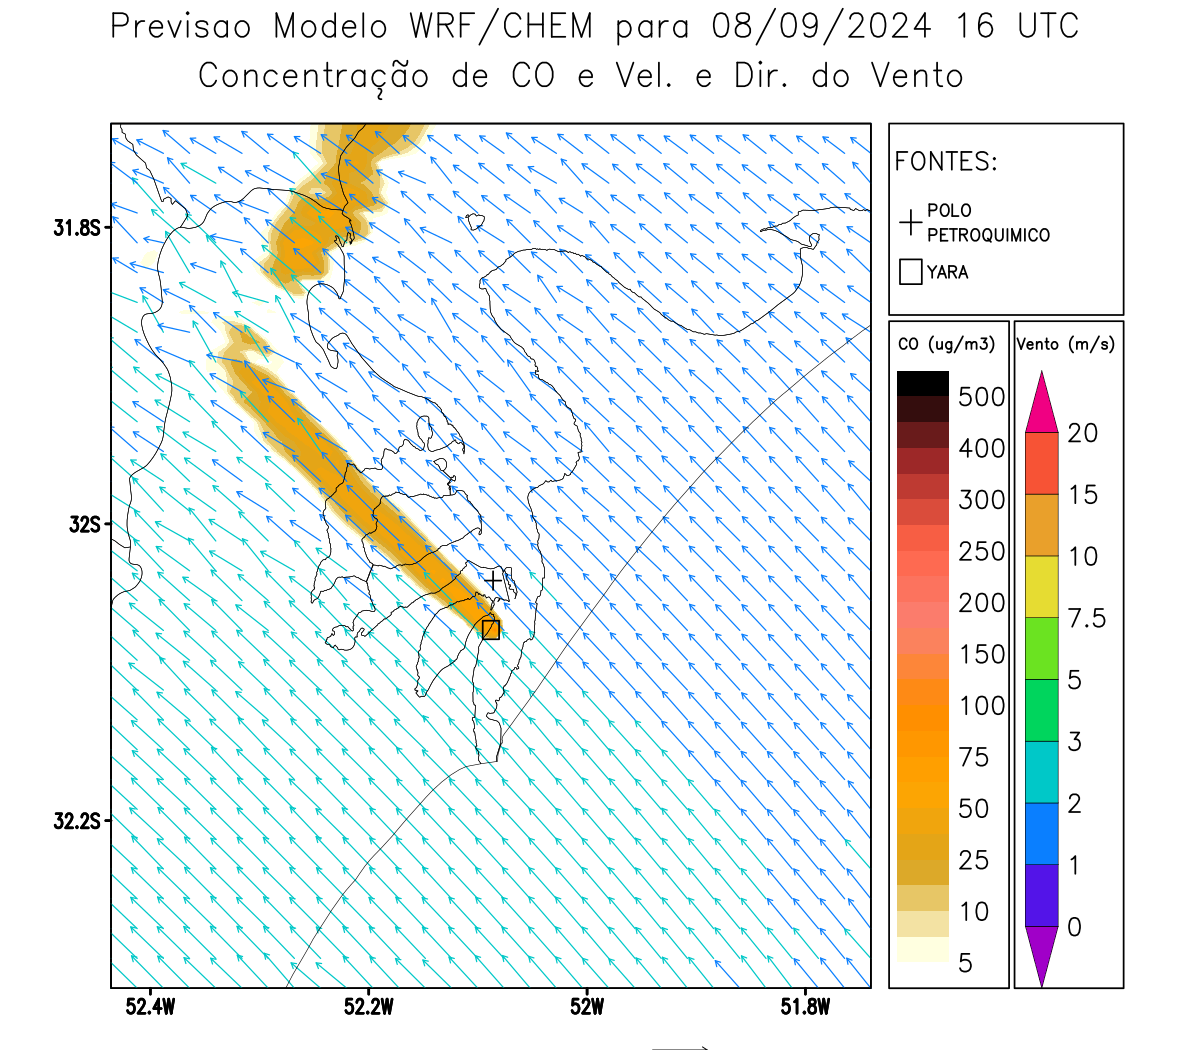 Previsao Modelo WRF/CHEM para 08/09/2024 16 UTC
Concentração de CO e Vel. e Dir. do Vento
FONTES:
POLO
PETROQUIMICO
YARA
CO (ug/m3)
500
400
300
250
200
150
100
75
50
25
10
5
Vento (m/s)
20
15
10
7.5
5
3
2
1
0
31.8S
32S
32.2S
52.4W
52.2W
52W
51.8W